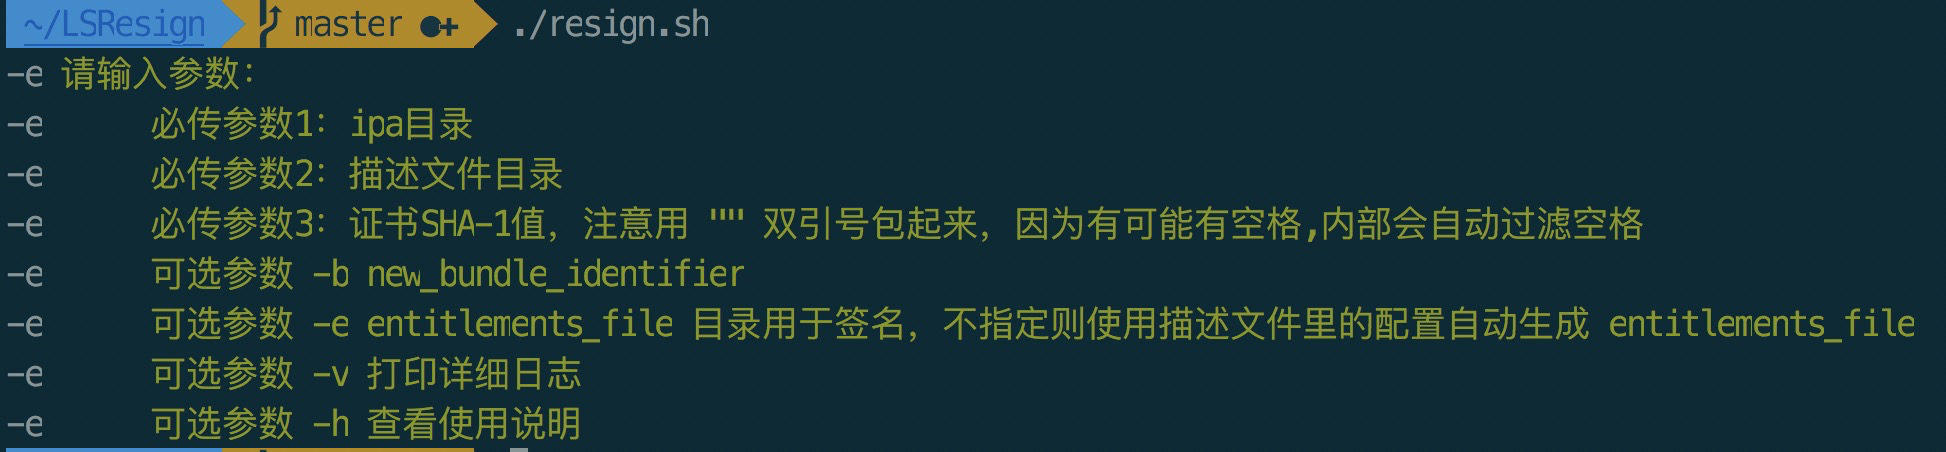 ~/LSResign master ●+ ./resign.sh
-e 请输入参数：
-e 必传参数1：ipa目录
-e 必传参数2：描述文件目录
-e 必传参数3：证书SHA-1值，注意用 "" 双引号包起来，因为有可能有空格,内部会自动过滤空格
-e 可选参数 -b new_bundle_identifier
-e 可选参数 -e entitlements_file 目录用于签名，不指定则使用描述文件里的配置自动生成 entitlements_file
-e 可选参数 -v 打印详细日志
-e 可选参数 -h 查看使用说明